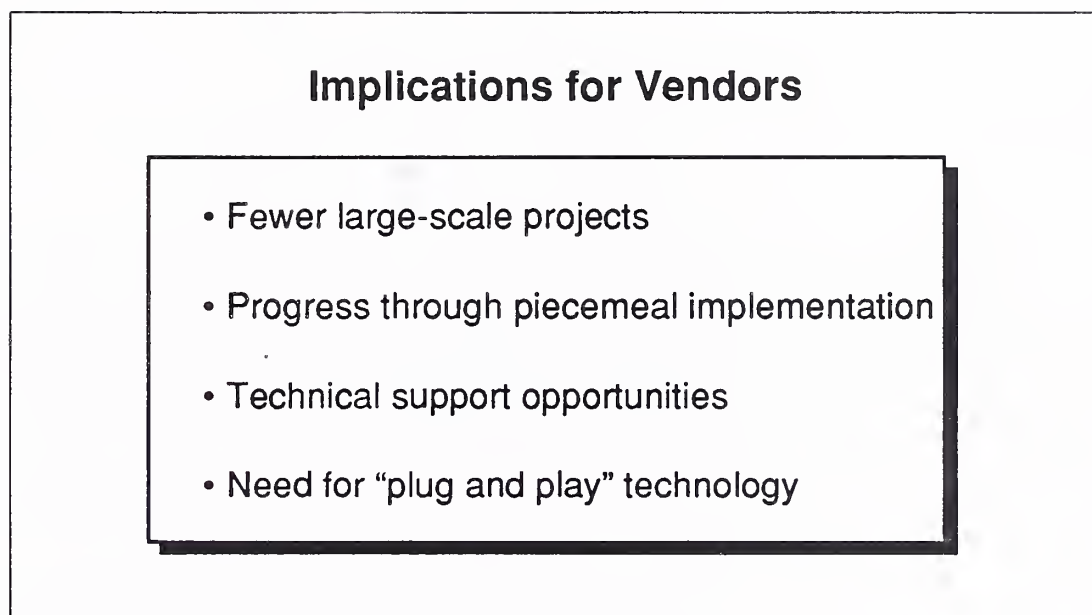 Implications for Vendors
• Fewer large-scale projects
• Progress through piecemeal implementation
• Technical support opportunities
• Need for “plug and play” technology